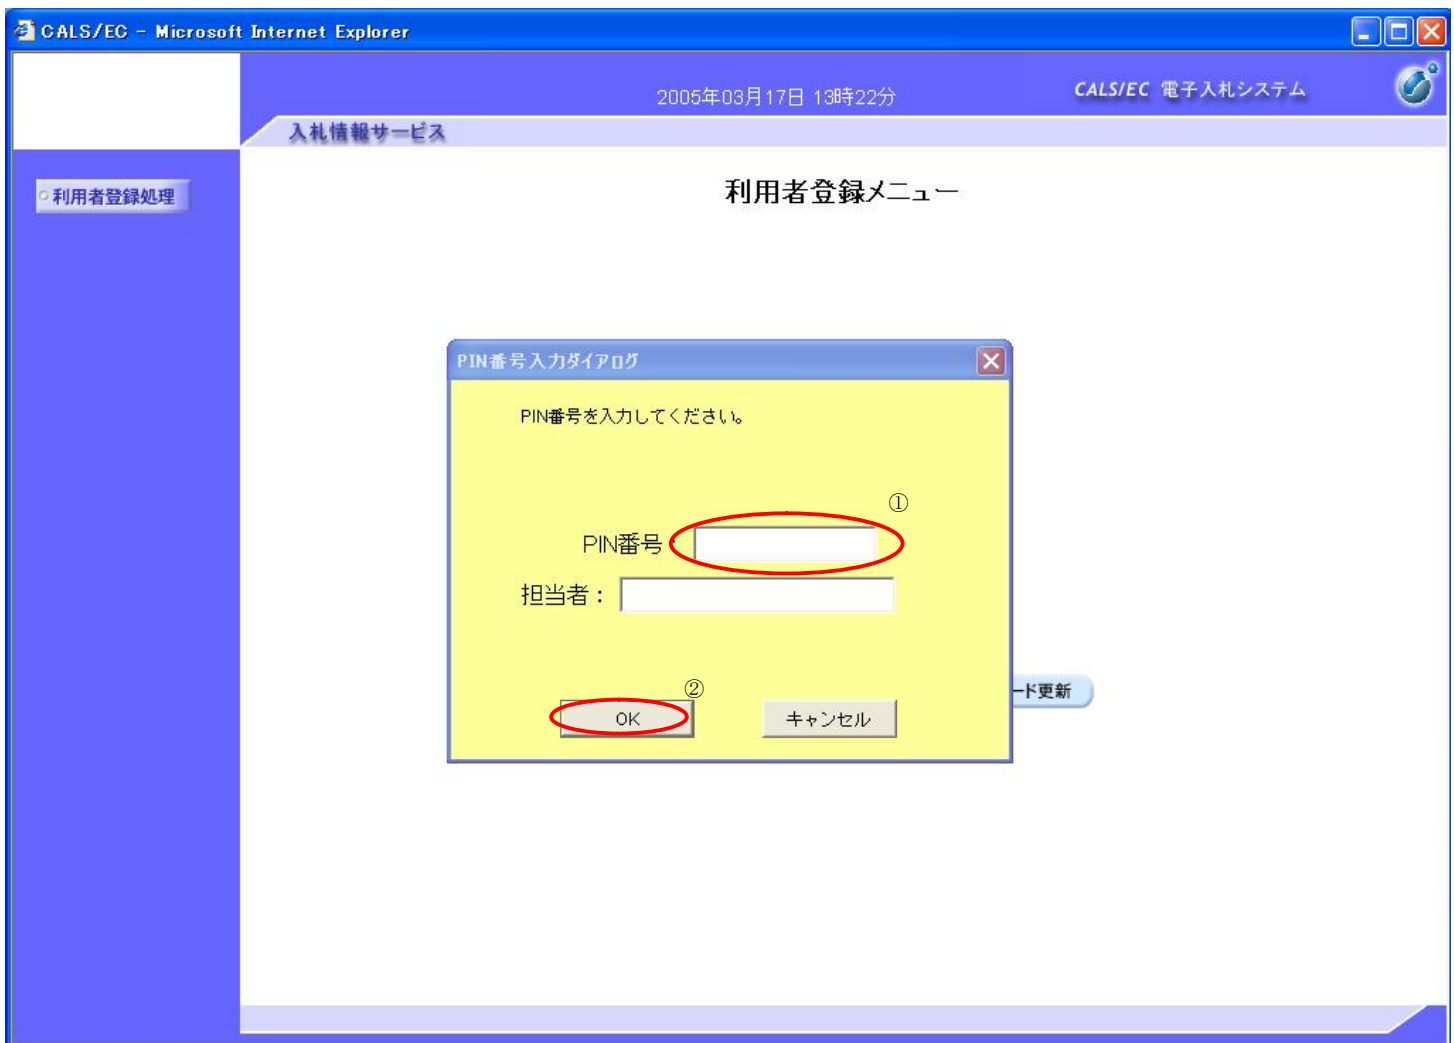 CALS/EC - Microsoft Internet Explorer
2005年03月17日 13時22分
CALS/EC 電子入札システム
入札情報サービス
利用者登録処理
利用者登録メニュー
PIN番号入力ダイアログ
PIN番号を入力してください。
①
PIN番号：
担当者：
②
OK
キャンセル
ード更新